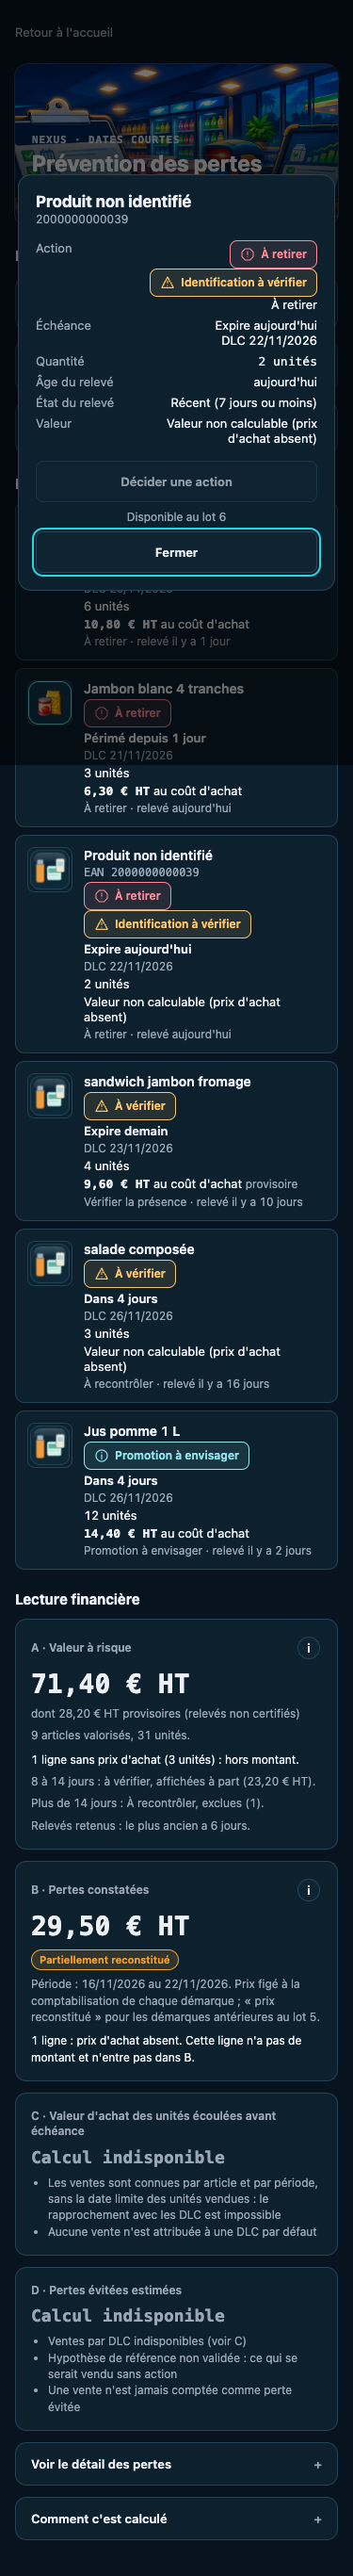 Retour à l'accueil
NEXUS · DATES COURTES
Prévention des pertes
Produit non identifié
2000000000039
Action
À retirer
Identification à vérifier
À retirer
Échéance
Expire aujourd'hui
DLC 22/11/2026
Quantité
2 unités
Âge du relevé
aujourd'hui
État du relevé
Récent (7 jours ou moins)
Valeur
Valeur non calculable (prix
d'achat absent)
Décider une action
Disponible au lot 6
Fermer
6 unités
10,80 € HT au coût d'achat
À retirer · relevé il y a 1 jour
Jambon blanc 4 tranches
À retirer
Périmé depuis 1 jour
DLC 21/11/2026
3 unités
6,30 € HT au coût d'achat
À retirer · relevé aujourd'hui
Produit non identifié
EAN 2000000000039
À retirer
Identification à vérifier
Expire aujourd'hui
DLC 22/11/2026
2 unités
Valeur non calculable (prix d'achat
absent)
À retirer · relevé aujourd'hui
sandwich jambon fromage
À vérifier
Expire demain
DLC 23/11/2026
4 unités
9,60 € HT au coût d'achat provisoire
Vérifier la présence · relevé il y a 10 jours
salade composée
À vérifier
Dans 4 jours
DLC 26/11/2026
3 unités
Valeur non calculable (prix d'achat
absent)
À recontrôler · relevé il y a 16 jours
Jus pomme 1 L
Promotion à envisager
Dans 4 jours
DLC 26/11/2026
12 unités
14,40 € HT au coût d'achat
Promotion à envisager · relevé il y a 2 jours
Lecture financière
A · Valeur à risque
i
71,40 € HT
dont 28,20 € HT provisoires (relevés non certifiés)
9 articles valorisés, 31 unités.
1 ligne sans prix d'achat (3 unités) : hors montant.
8 à 14 jours : à vérifier, affichées à part (23,20 € HT).
Plus de 14 jours : À recontrôler, exclues (1).
Relevés retenus : le plus ancien a 6 jours.
B · Pertes constatées
i
29,50 € HT
Partiellement reconstitué
Période : 16/11/2026 au 22/11/2026. Prix figé à la
comptabilisation de chaque démarque ; « prix
reconstitué » pour les démarques antérieures au lot 5.
1 ligne : prix d'achat absent. Cette ligne n'a pas de
montant et n'entre pas dans B.
C · Valeur d'achat des unités écoulées avant
échéance
Calcul indisponible
• Les ventes sont connues par article et par période,
sans la date limite des unités vendues : le
rapprochement avec les DLC est impossible
• Aucune vente n'est attribuée à une DLC par défaut
D · Pertes évitées estimées
Calcul indisponible
• Ventes par DLC indisponibles (voir C)
• Hypothèse de référence non validée : ce qui se
serait vendu sans action
• Une vente n'est jamais comptée comme perte
évitée
Voir le détail des pertes +
Comment c'est calculé +